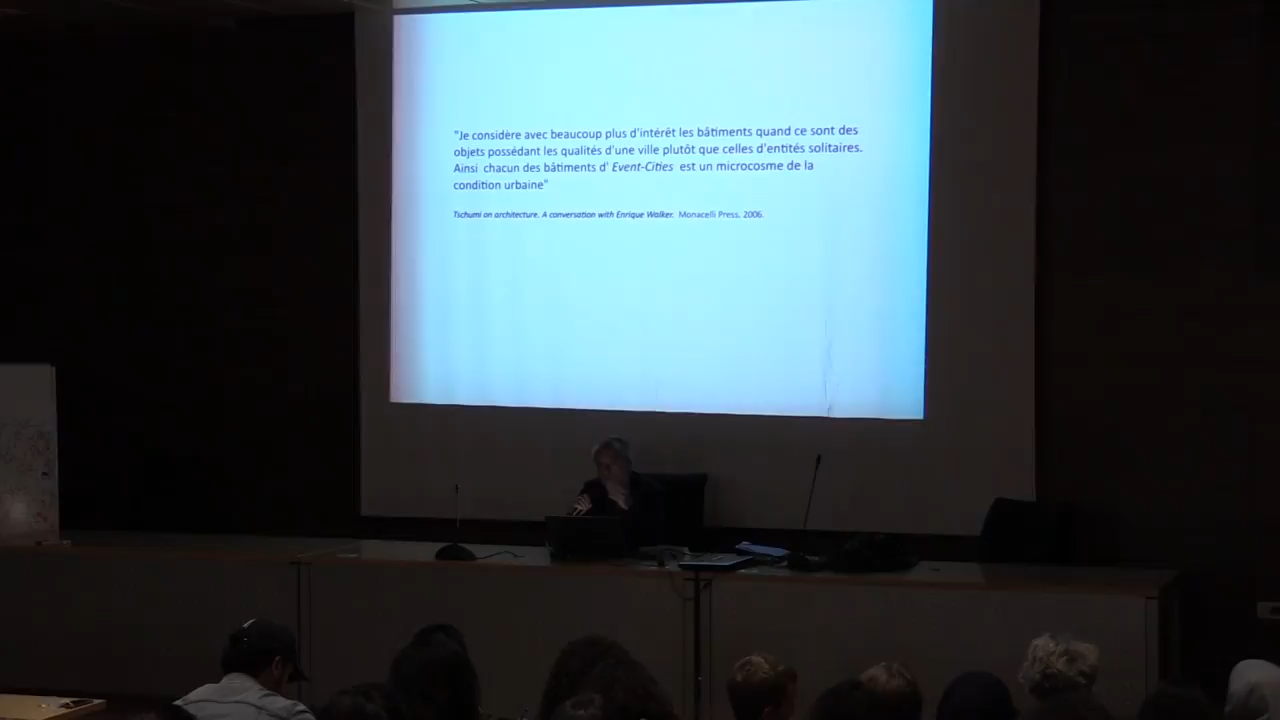 "Je considère avec beaucoup plus d'intérêt les bâtiments quand ce sont des
objets possédant les qualités d'une ville plutôt que celles d'entités solitaires.
Ainsi chacun des bâtiments d' Event-Cities est un microcosme de la
condition urbaine"
Tschumi on architecture. A conversation with Enrique Walker. Monacelli Press. 2006.